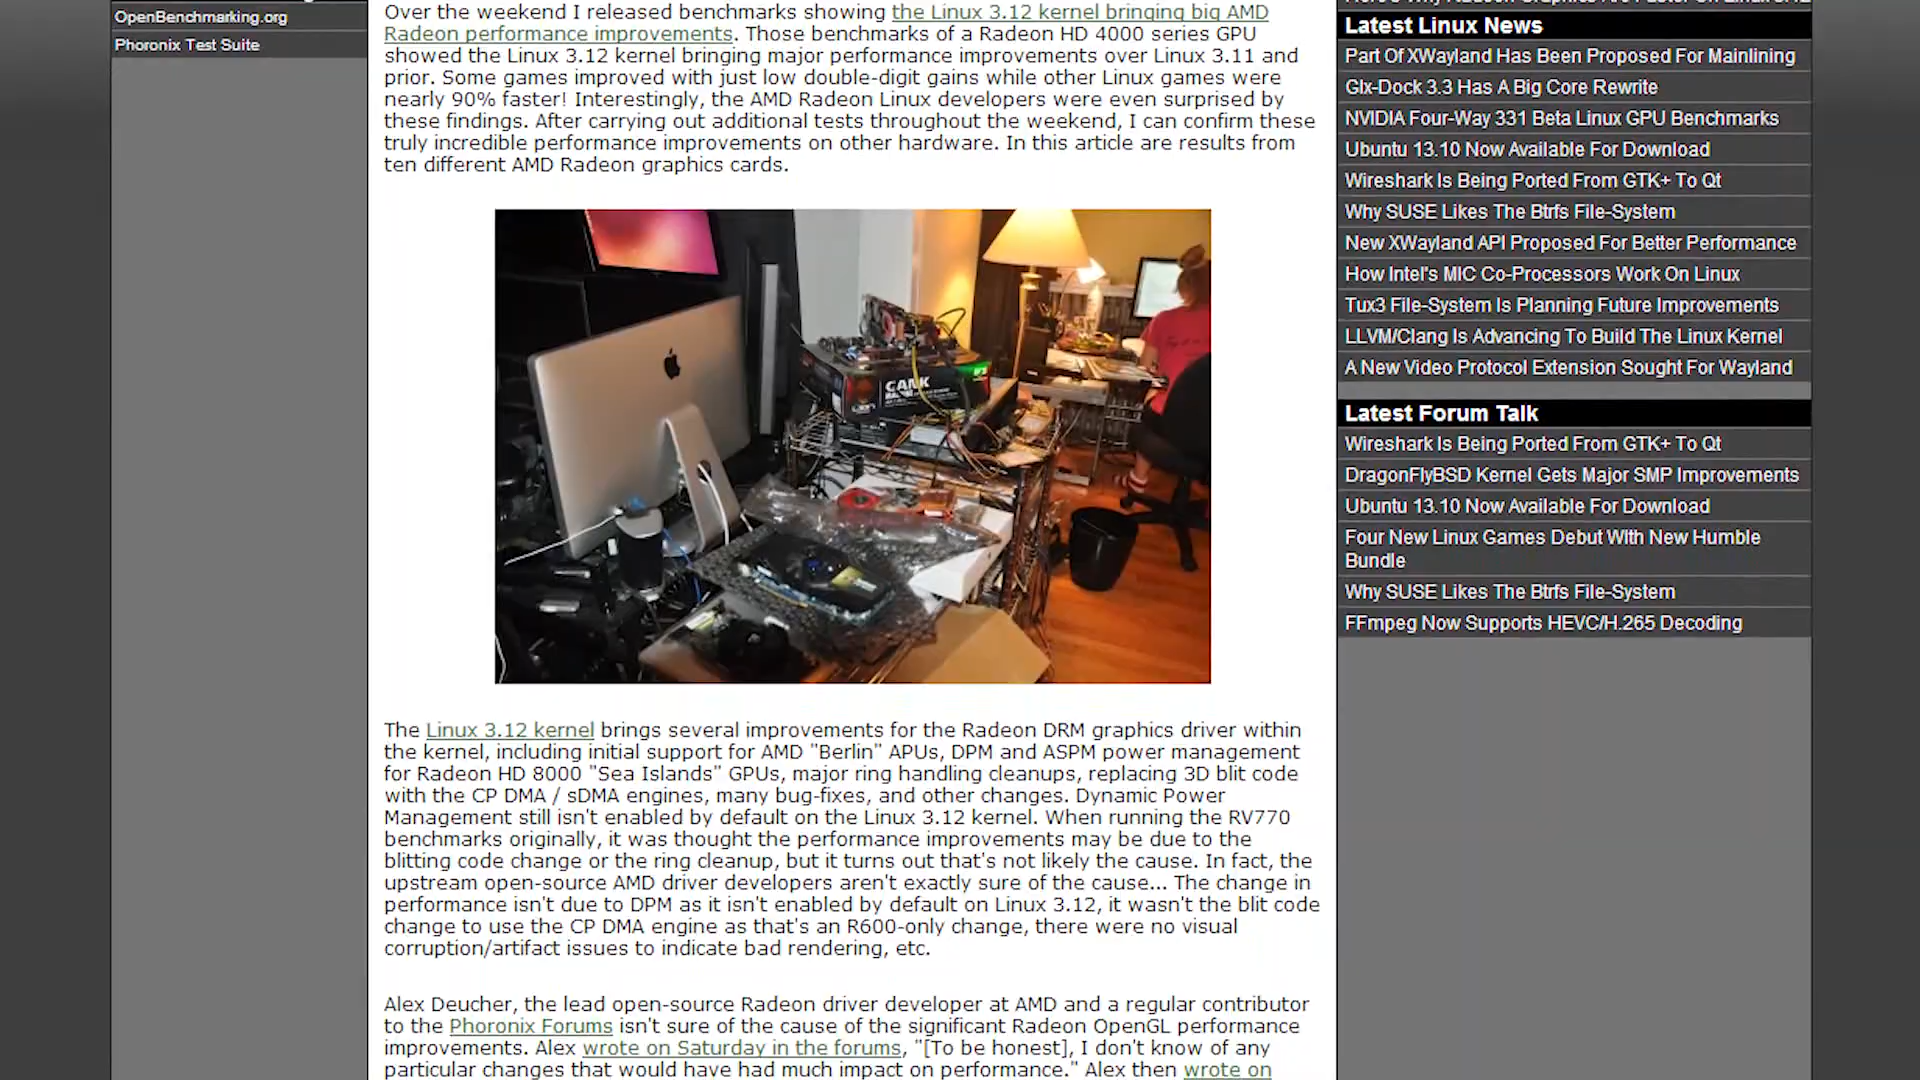 OpenBenchmarking.org
Phoronix Test Suite
Over the weekend I released benchmarks showing the Linux 3.12 kernel bringing big AMD
Radeon performance improvements. Those benchmarks of a Radeon HD 4000 series GPU
showed the Linux 3.12 kernel bringing major performance improvements over Linux 3.11 and
prior. Some games improved with just low double-digit gains while other Linux games were
nearly 90% faster! Interestingly, the AMD Radeon Linux developers were even surprised by
these findings. After carrying out additional tests throughout the weekend, I can confirm these
truly incredible performance improvements on other hardware. In this article are results from
ten different AMD Radeon graphics cards.
The Linux 3.12 kernel brings several improvements for the Radeon DRM graphics driver within
the kernel, including initial support for AMD "Berlin" APUs, DPM and ASPM power management
for Radeon HD 8000 "Sea Islands" GPUs, major ring handling cleanups, replacing 3D blit code
with the CP DMA / sDMA engines, many bug-fixes, and other changes. Dynamic Power
Management still isn't enabled by default on the Linux 3.12 kernel. When running the RV770
benchmarks originally, it was thought the performance improvements may be due to the
blitting code change or the ring cleanup, but it turns out that's not likely the cause. In fact, the
upstream open-source AMD driver developers aren't exactly sure of the cause... The change in
performance isn't due to DPM as it isn't enabled by default on Linux 3.12, it wasn't the blit code
change to use the CP DMA engine as that's an R600-only change, there were no visual
corruption/artifact issues to indicate bad rendering, etc.
Alex Deucher, the lead open-source Radeon driver developer at AMD and a regular contributor
to the Phoronix Forums isn't sure of the cause of the significant Radeon OpenGL performance
improvements. Alex wrote on Saturday in the forums, "[To be honest], I don't know of any
particular changes that would have had much impact on performance." Alex then wrote on
Latest Linux News
Part Of XWayland Has Been Proposed For Mainlining
Glx-Dock 3.3 Has A Big Core Rewrite
NVIDIA Four-Way 331 Beta Linux GPU Benchmarks
Ubuntu 13.10 Now Available For Download
Wireshark Is Being Ported From GTK+ To Qt
Why SUSE Likes The Btrfs File-System
New XWayland API Proposed For Better Performance
How Intel's MIC Co-Processors Work On Linux
Tux3 File-System Is Planning Future Improvements
LLVM/Clang Is Advancing To Build The Linux Kernel
A New Video Protocol Extension Sought For Wayland
Latest Forum Talk
Wireshark Is Being Ported From GTK+ To Qt
DragonFlyBSD Kernel Gets Major SMP Improvements
Ubuntu 13.10 Now Available For Download
Four New Linux Games Debut WIth New Humble
Bundle
Why SUSE Likes The Btrfs File-System
FFmpeg Now Supports HEVC/H.265 Decoding